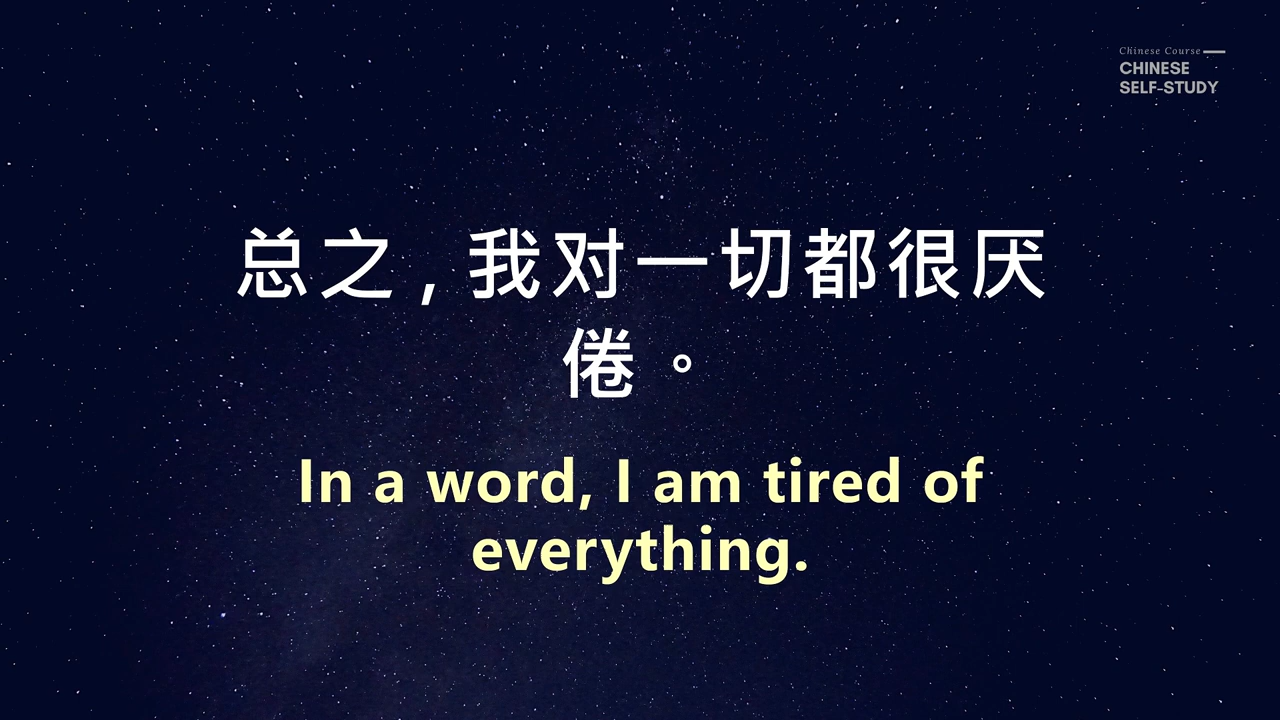 Chinese Course
CHINESE
SELF-STUDY
总之,我对一切都很厌
倦。
In a word, I am tired of
everything.